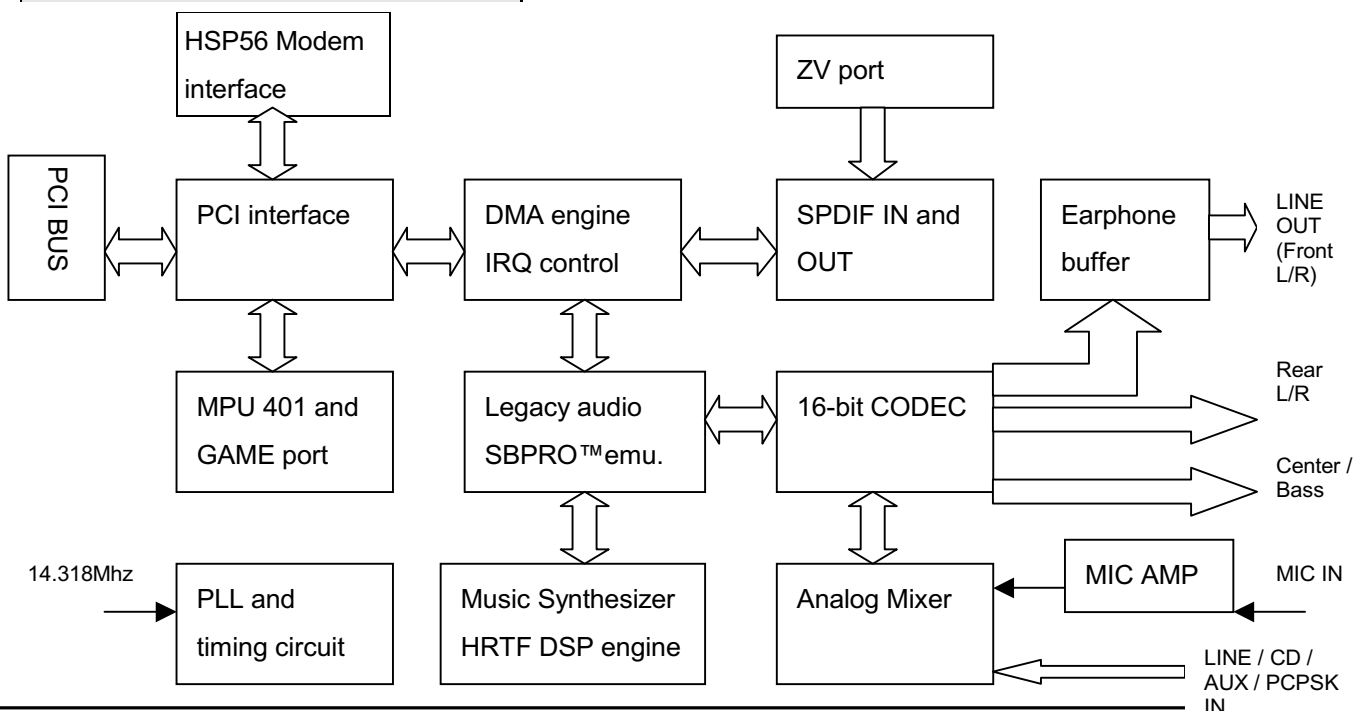 HSP56 Modem
interface
ZV port
PCI BUS
PCI interface
DMA engine
IRQ control
SPDIF IN and
OUT
Earphone
buffer
LINE
OUT
(Front
L/R)
MPU 401 and
GAME port
Legacy audio
SBPRO™emu.
16-bit CODEC
Rear
L/R
Center /
Bass
14.318Mhz
PLL and
timing circuit
Music Synthesizer
HRTF DSP engine
Analog Mixer
MIC AMP
MIC IN
LINE / CD /
AUX / PCPSK
IN